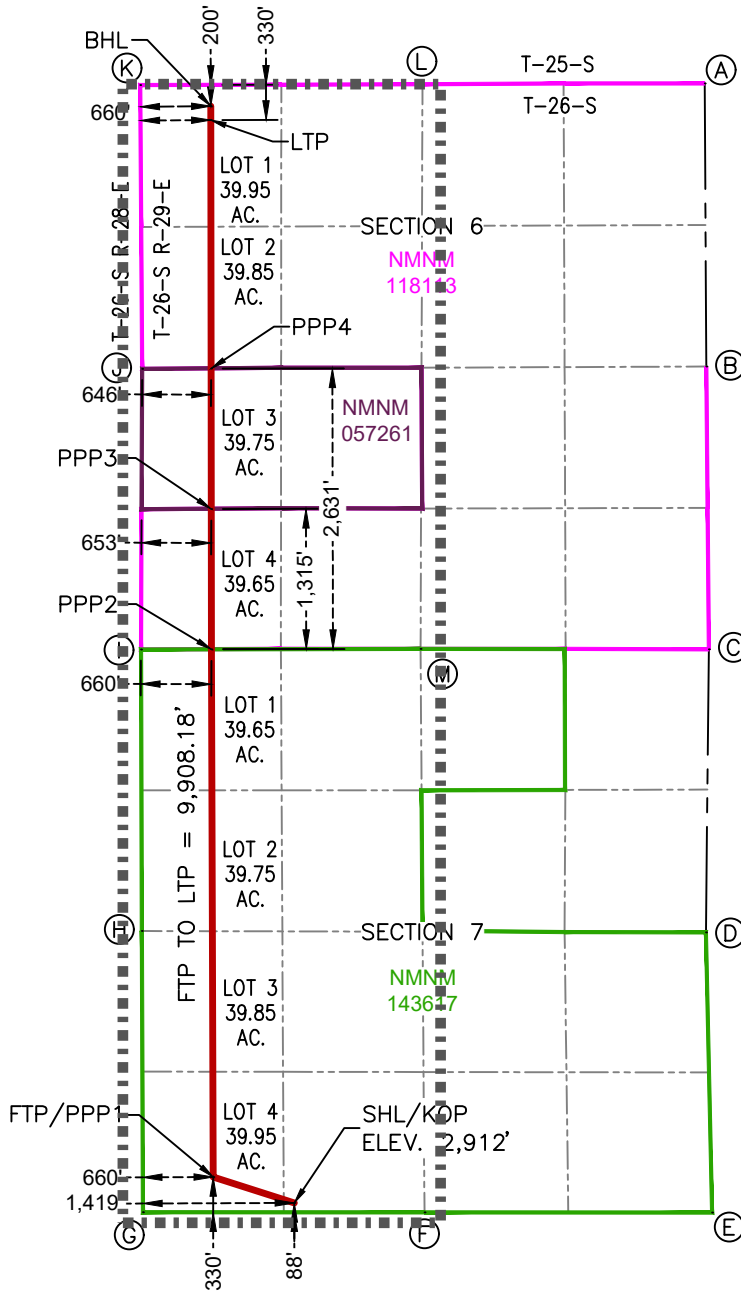 200'
330'
BHL
K
L
T-25-S
A
T-26-S
660'
LTP
LOT 1
39.95
AC.
T-26-S R-28-E
T-26-S R-29-E
SECTION 6
LOT 2
39.85
AC.
NMNM
118113
PPP4
J
B
646'
LOT 3
39.75
AC.
NMNM
057261
PPP3
2,631'
653'
LOT 4
39.65
AC.
1,315'
PPP2
I
C
660'
M
LOT 1
39.65
AC.
FTP TO LTP = 9,908.18'
LOT 2
39.75
AC.
H
SECTION 7
D
LOT 3
39.85
AC.
NMNM
143617
FTP/PPP1
LOT 4
39.95
AC.
SHL/KOP
ELEV. 2,912'
660'
1,419'
G
F
E
330'
88'